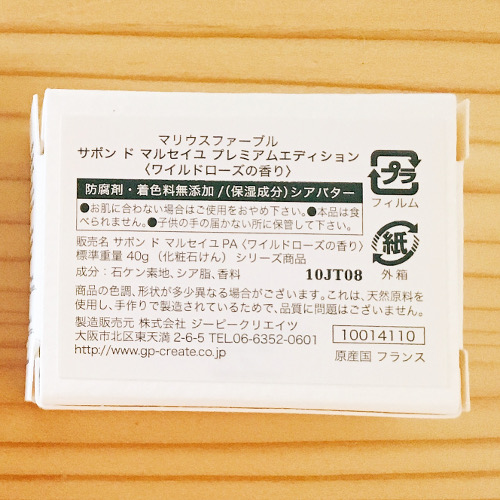 マリウスファーブル
サボン ド マルセイユ プレミアムエディション
〈ワイルドローズの香り〉
防腐剤・着色料無添加/(保湿成分)シアバター
●お肌に合わない場合はご使用をおやめ下さい。●本品は食
べられません。●子供の手の届かない所に保管して下さい。
販売名 サボン ド マルセイユPA〈ワイルドローズの香り〉
標準重量 40g (化粧石けん) シリーズ商品
成分:石ケン素地、シア脂、香料
10JT08
商品の色調、形状が多少異なる場合がございます。これは、天然原料を
使用し、手作りで製造されているためで、品質に問題はございません。
製造販売元 株式会社 ジーピークリエイツ
大阪市北区東天満 2-6-5 TEL.06-6352-0601
http://www.gp-create.co.jp
プラ
フィルム
紙
外箱
10014110
原産国 フランス